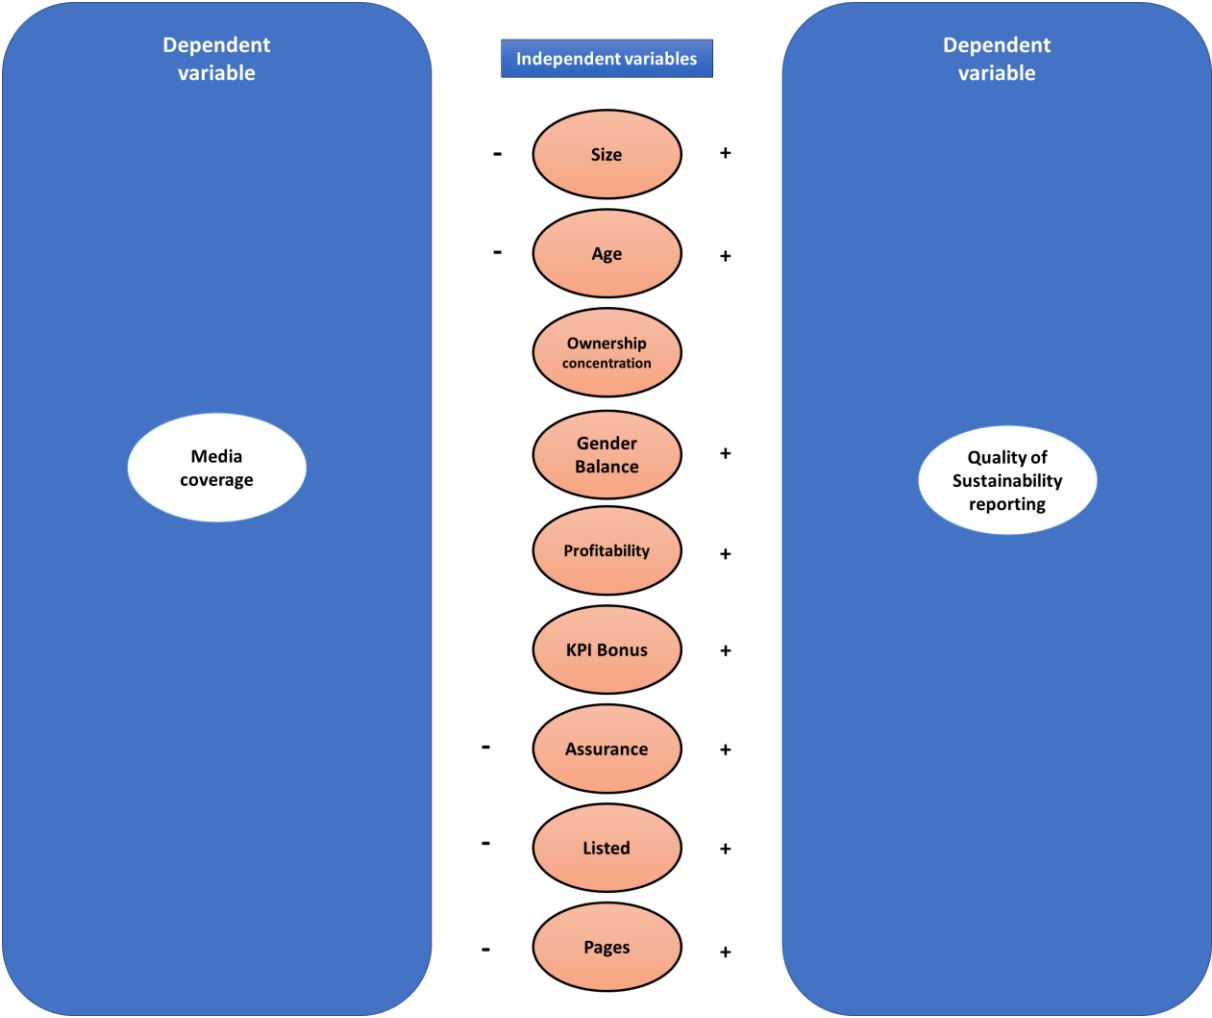 Dependent
variable
Independent variables
Dependent
variable
- Size +
- Age +
Ownership
concentration
Gender
Balance +
Media
coverage
Quality of
Sustainability
reporting
Profitability +
KPI Bonus +
- Assurance +
- Listed +
- Pages +